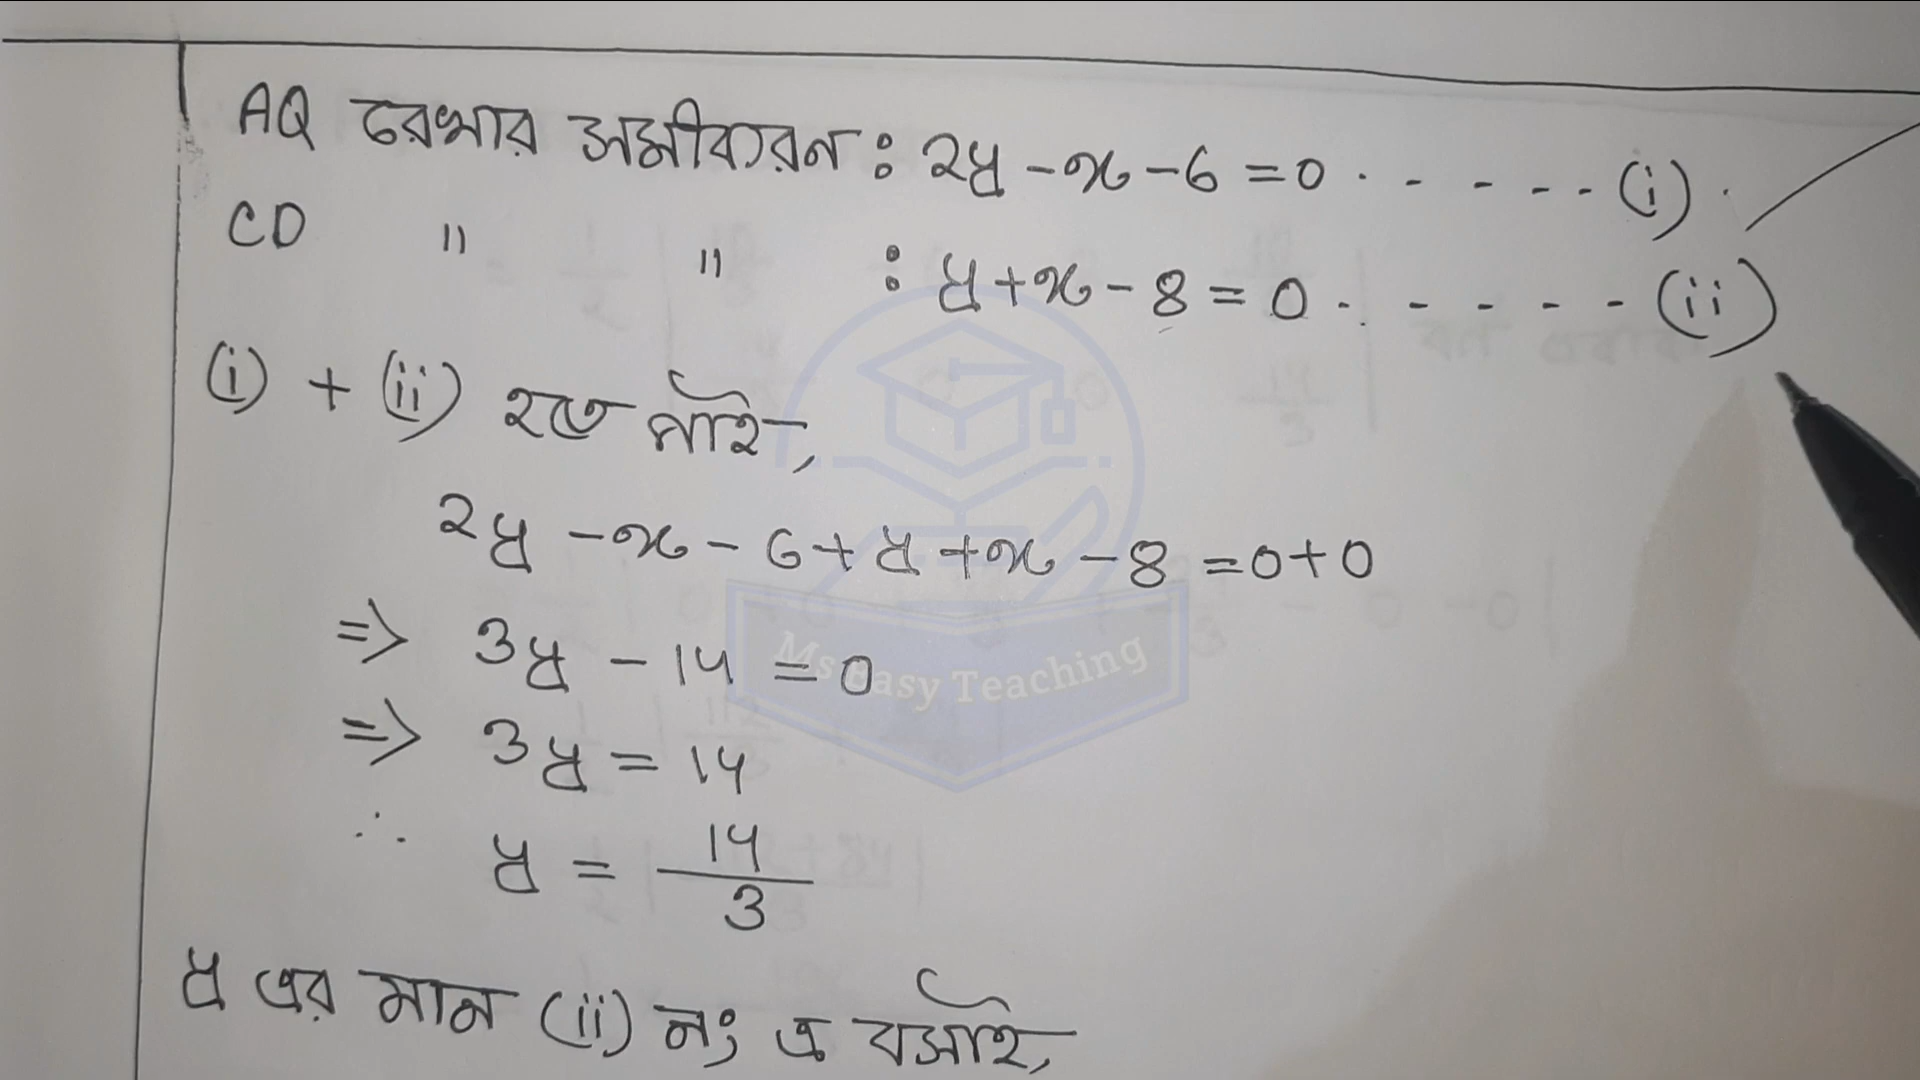 AQ রেখার সমীকরন : 2y - x - 6 = 0 . - - - - - (i) .
CD " " : y + x - 8 = 0 . - - - - - (ii)
(i) + (ii) হতে পাই,
2y - x - 6 + y + x - 8 = 0 + 0
=> 3y - 14 = 0
=> 3y = 14
∴ y = 14/3
y এর মান (ii) নং এ বসাই,
Ms Easy Teaching